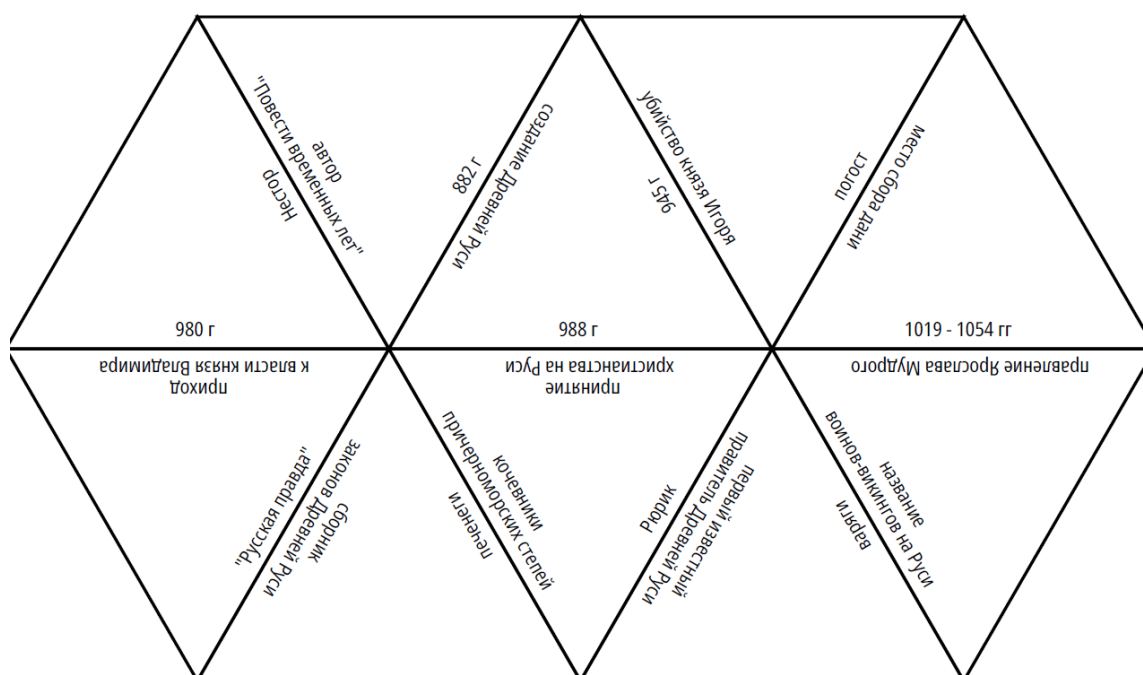 автор
"Повести временных лет"
Нестор
882 г
создание Древней Руси
убийство князя Игоря
945 г
погост
место сбора дани
980 г
приход
к власти князя Владимира
988 г
принятие
христианства на Руси
1019 - 1054 гг
правление Ярослава Мудрого
"Русская правда"
сборник
законов Древней Руси
кочевники
причерноморских степей
печенеги
Рюрик
первый известный
правитель Древней Руси
название
воинов-викингов на Руси
варяги